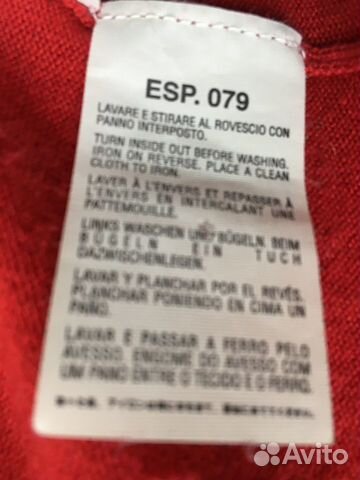 ESP. 079
LAVARE E STIRARE AL ROVESCIO CON
PANNO INTERPOSTO.
TURN INSIDE OUT BEFORE WASHING.
IRON ON REVERSE. PLACE A CLEAN
CLOTH TO IRON.
LAVER À L'ENVERS ET REPASSER À
L'ENVERS EN INTERCALANT UNE
PATTEMOUILLE.
LINKS WASCHEN UND BÜGELN. BEIM
BÜGELN EIN TUCH
DAZWISCHENLEGEN.
LAVAR Y PLANCHAR POR EL REVÉS.
PLANCHAR PONIENDO EN CIMA UN
PAÑO.
LAVAR E PASSAR A FERRO PELO
AVESSO. ENGOME DO AVESSO COM
UM PANO ENTRE O TECIDO E O FERRO.
Avito